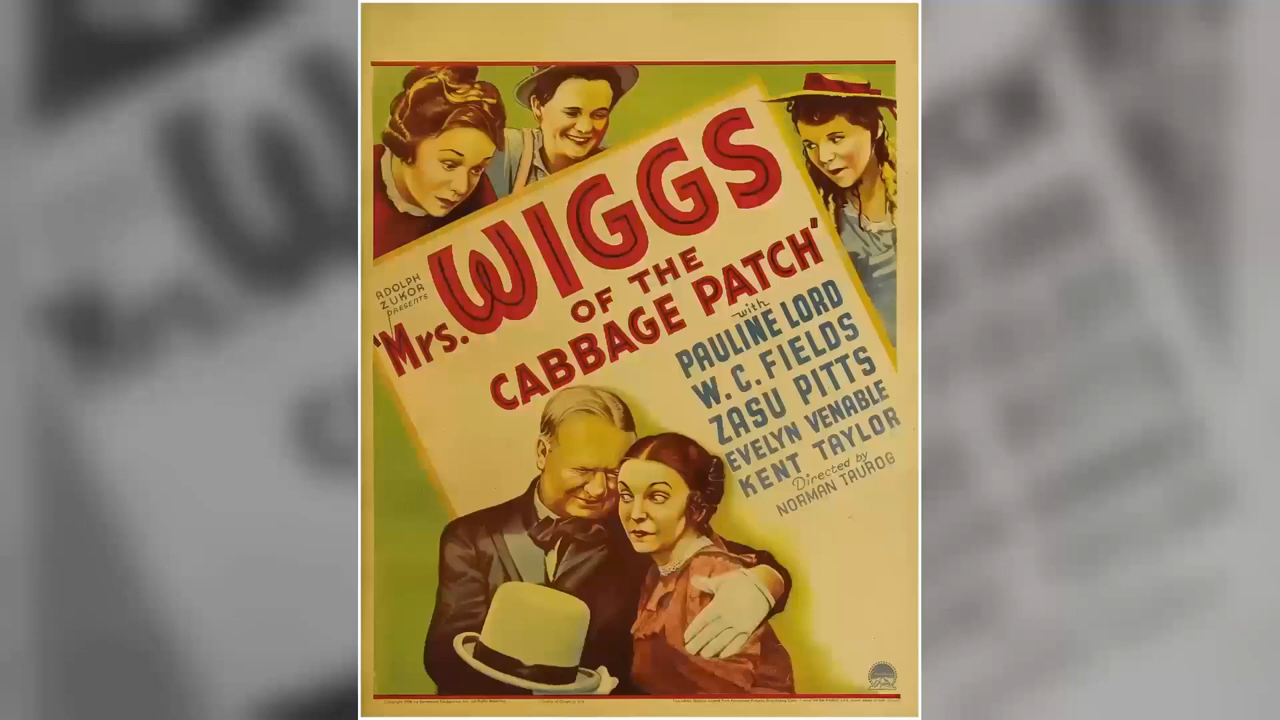 ADOLPH
ZUKOR
PRESENTS
"Mrs. WIGGS
OF THE
CABBAGE PATCH"
with
PAULINE LORD
W. C. FIELDS
ZASU PITTS
EVELYN VENABLE
KENT TAYLOR
Directed by
NORMAN TAUROG